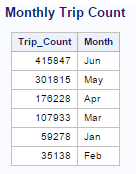 Monthly Trip Count
Trip_Count Month
415847 Jun
301815 May
176228 Apr
107933 Mar
59278 Jan
35138 Feb